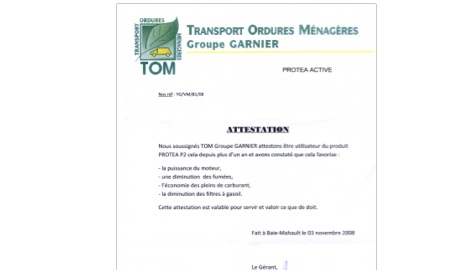 TRANSPORT ORDURES MÉNAGÈRES
TOM
TRANSPORT ORDURES MÉNAGÈRES
Groupe GARNIER
PROTEA ACTIVE
Nos réf : YG/VM/81/08
ATTESTATION
Nous soussignés TOM Groupe GARNIER attestons être utilisateur du produit
PROTEA P2 cela depuis plus d'un an et avons constaté que cela favorise :
- la puissance du moteur,
- une diminution des fumées,
- l'économie des pleins de carburant,
- la diminution des filtres à gasoil.
Cette attestation est valable pour servir et valoir ce que de doit.
Fait à Baie-Mahault le 03 novembre 2008
Le Gérant,